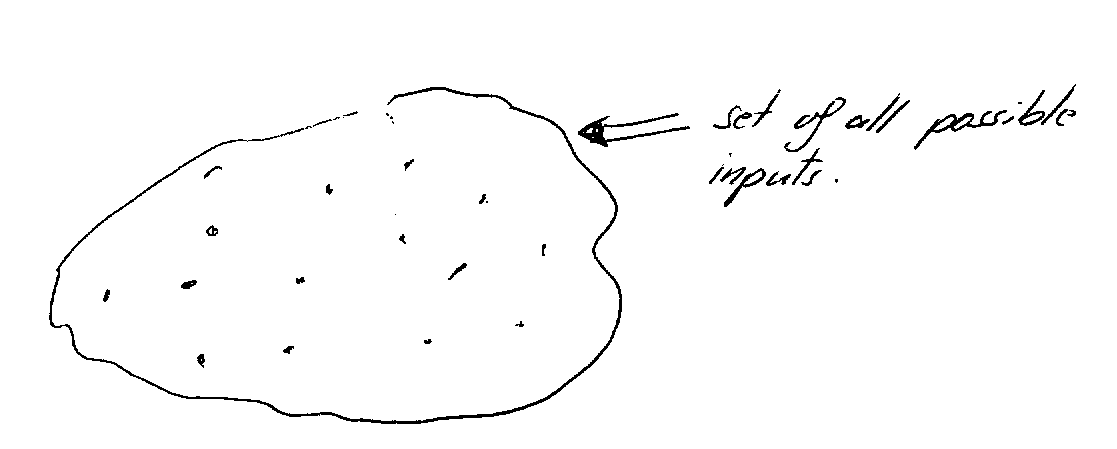 set of all possible
inputs.